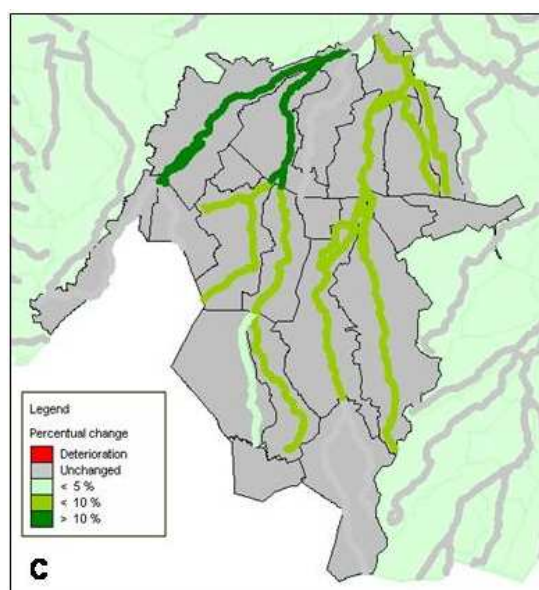 Legend
Percentual change
Deterioration
Unchanged
< 5 %
< 10 %
> 10 %
C